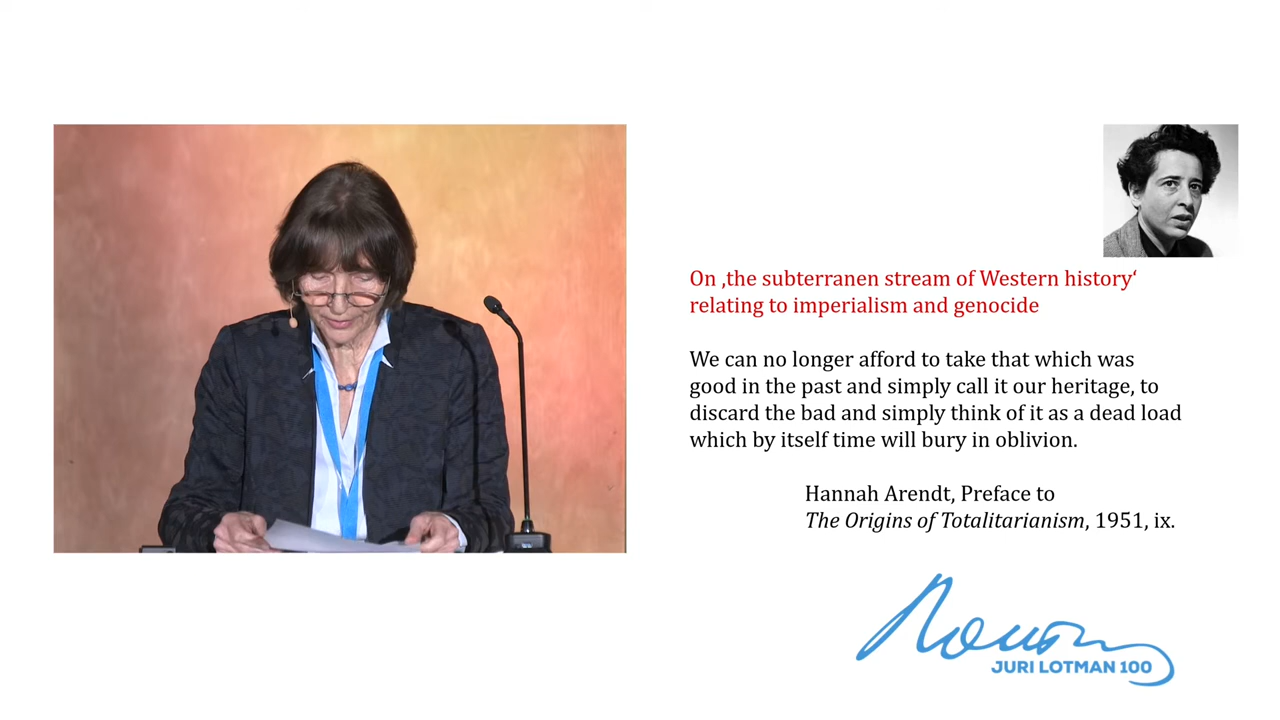 On ‚the subterranen stream of Western history‘
relating to imperialism and genocide
We can no longer afford to take that which was
good in the past and simply call it our heritage, to
discard the bad and simply think of it as a dead load
which by itself time will bury in oblivion.
Hannah Arendt, Preface to
The Origins of Totalitarianism, 1951, ix.
JURI LOTMAN 100